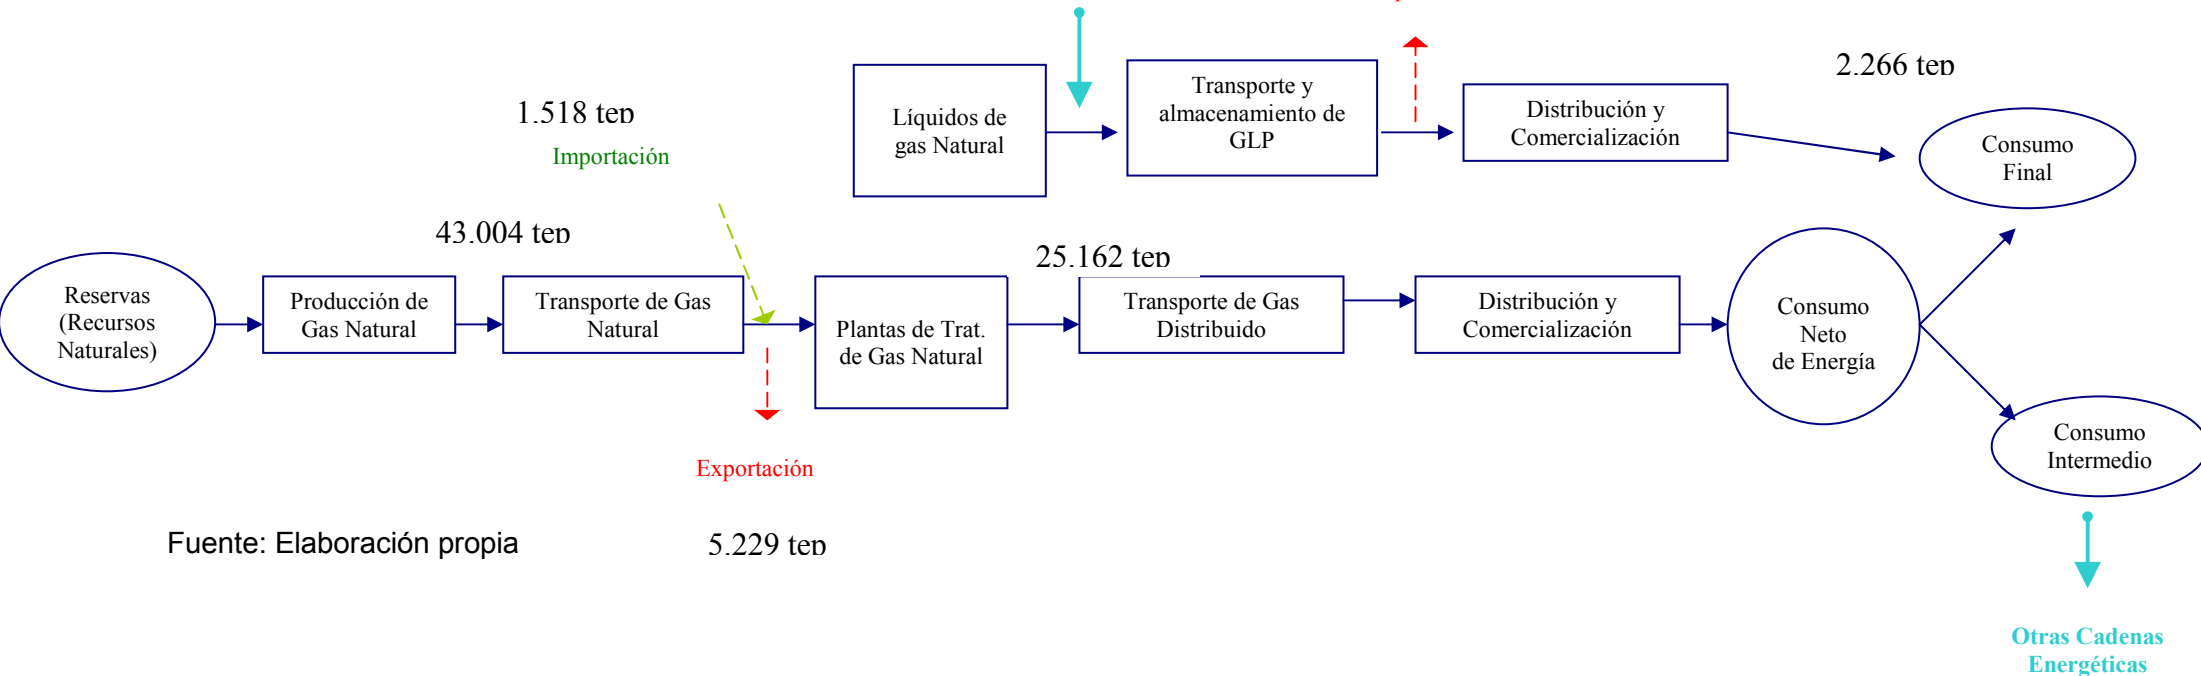 2.266 tep
Transporte y
almacenamiento de
GLP
Líquidos de
gas Natural
Distribución y
Comercialización
Consumo
Final
1.518 tep
Importación
43.004 tep
25.162 tep
Reservas
(Recursos
Naturales)
Producción de
Gas Natural
Transporte de Gas
Natural
Plantas de Trat.
de Gas Natural
Transporte de Gas
Distribuido
Distribución y
Comercialización
Consumo
Neto
de Energía
Consumo
Intermedio
Exportación
Fuente: Elaboración propia
5.229 tep
Otras Cadenas
Energéticas